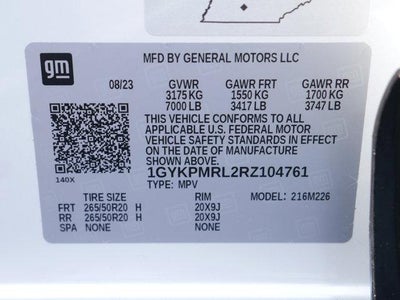 gm
MFD BY GENERAL MOTORS LLC
08/23 GVWR GAWR FRT GAWR RR
3175 KG 1550 KG 1700 KG
7000 LB 3417 LB 3747 LB
THIS VEHICLE CONFORMS TO ALL
APPLICABLE U.S. FEDERAL MOTOR
VEHICLE SAFETY STANDARDS IN EFFECT
ON THE DATE OF MANUFACTURE
SHOWN ABOVE.
140X
1GYKPMRL2RZ104761
TYPE: MPV MODEL: 216M226
TIRE SIZE RIM
FRT 265/50R20 H 20X9J
RR 265/50R20 H 20X9J
SPA NONE NONE